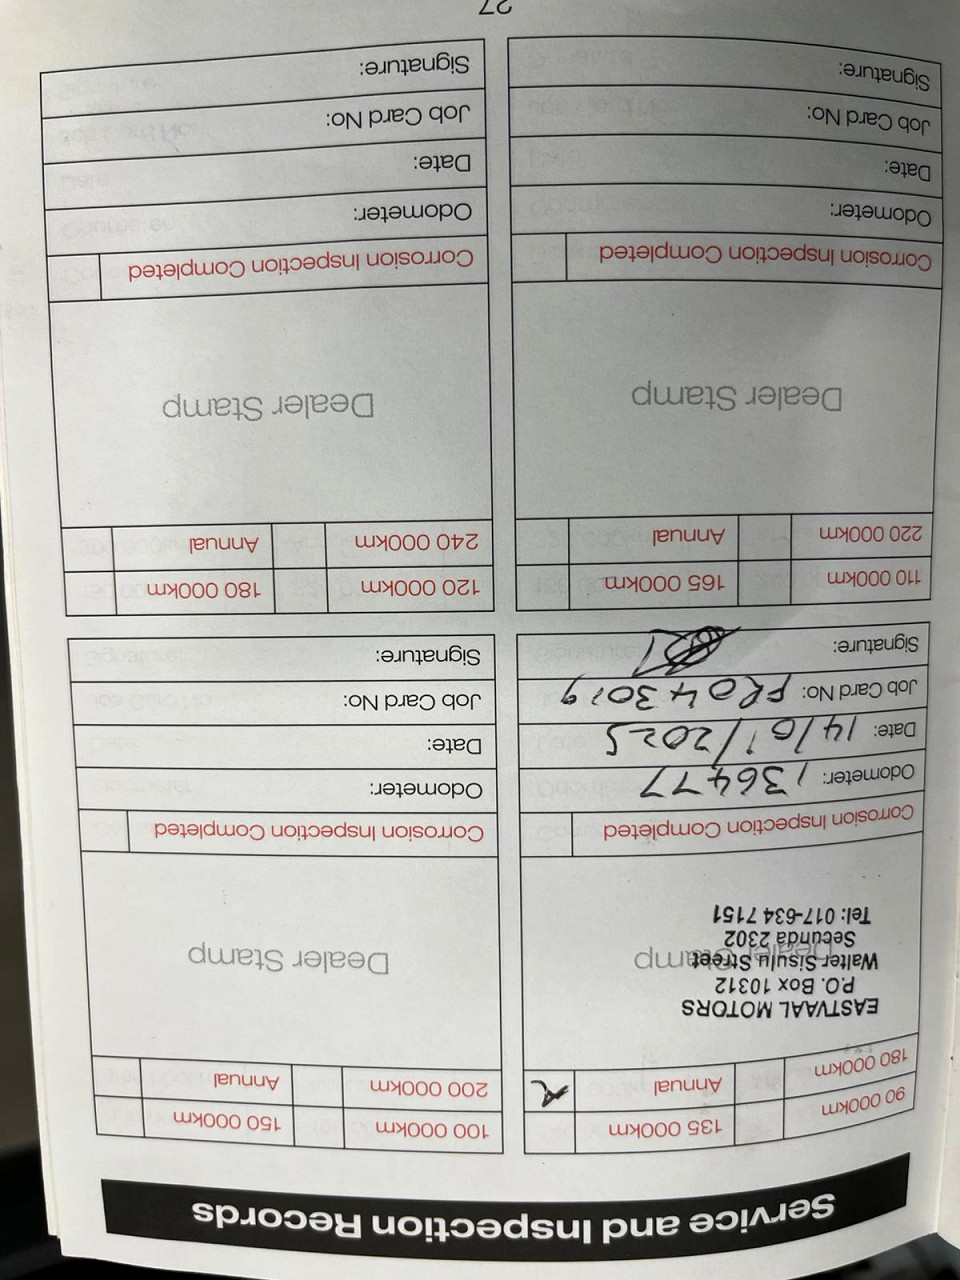 Service and Inspection Records
90 000km 135 000km
180 000km Annual
EASTVAAL MOTORS
P.O. Box 10312
Walter Sisulu Street
Secunda 2302
Tel: 017-634 7151
Dealer Stamp
Corrosion Inspection Completed
Odometer: 136477
Date: 14/01/2025
Job Card No:
Signature:
100 000km 150 000km
200 000km Annual
Dealer Stamp
Corrosion Inspection Completed
Odometer:
Date:
Job Card No:
Signature:
110 000km 165 000km
220 000km Annual
Dealer Stamp
Corrosion Inspection Completed
Odometer:
Date:
Job Card No:
Signature:
120 000km 180 000km
240 000km Annual
Dealer Stamp
Corrosion Inspection Completed
Odometer:
Date:
Job Card No:
Signature:
27